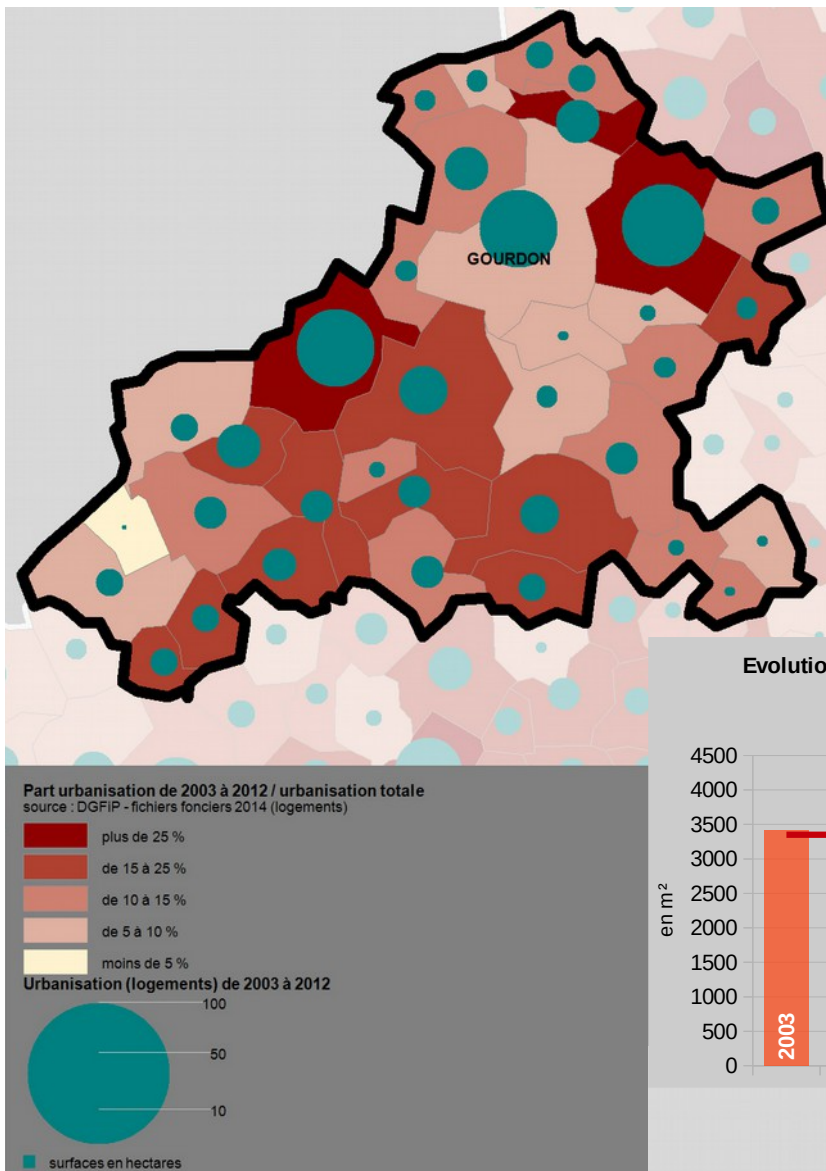 GOURDON
Part urbanisation de 2003 à 2012 / urbanisation totale
source : DGFiP - fichiers fonciers 2014 (logements)
plus de 25 %
de 15 à 25 %
de 10 à 15 %
de 5 à 10 %
moins de 5 %
Urbanisation (logements) de 2003 à 2012
100
50
10
surfaces en hectares
Evolutio
4500
4000
3500
3000
2500
2000
1500
1000
500
0
en m²
2003